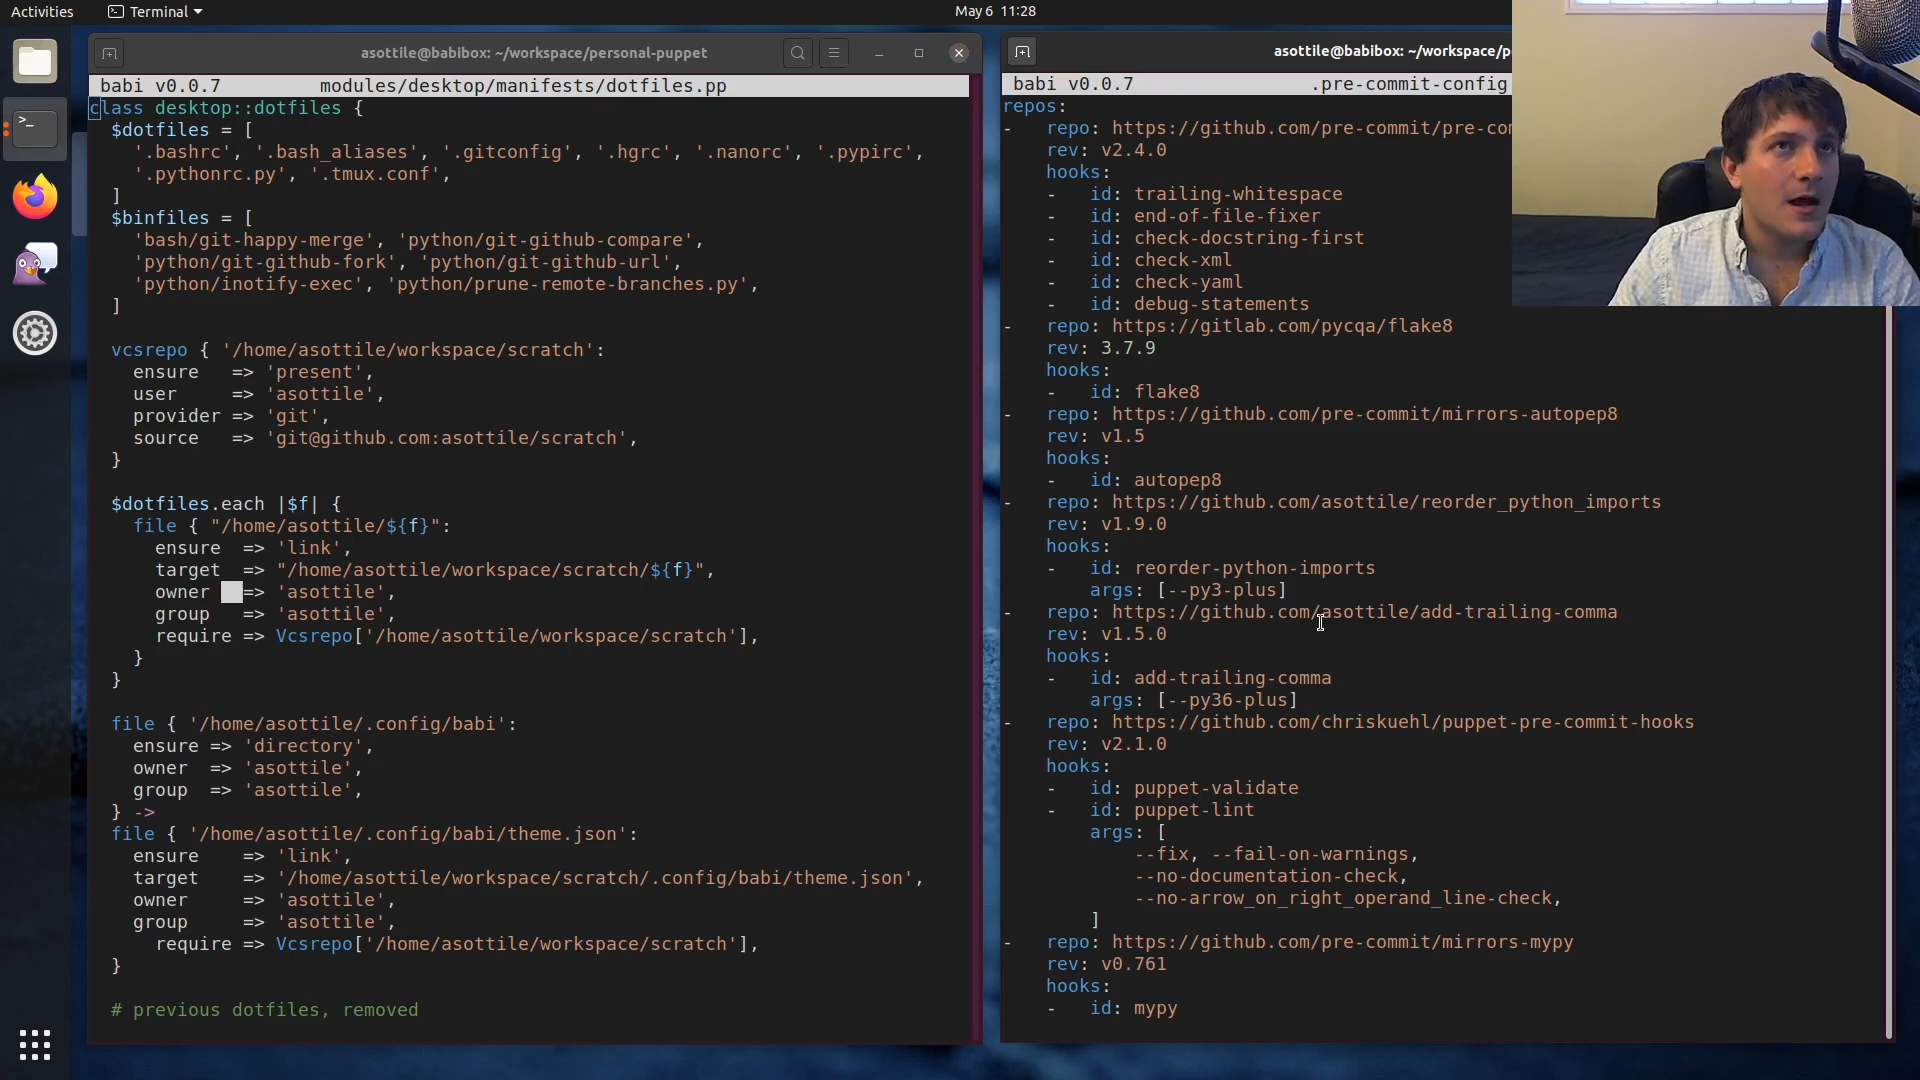 Activities
Terminal
May 6 11:28
asottile@babibox: ~/workspace/personal-puppet
babi v0.0.7 modules/desktop/manifests/dotfiles.pp
class desktop::dotfiles {
$dotfiles = [
'.bashrc', '.bash_aliases', '.gitconfig', '.hgrc', '.nanorc', '.pypirc',
'.pythonrc.py', '.tmux.conf',
]
$binfiles = [
'bash/git-happy-merge', 'python/git-github-compare',
'python/git-github-fork', 'python/git-github-url',
'python/inotify-exec', 'python/prune-remote-branches.py',
]
vcsrepo { '/home/asottile/workspace/scratch':
ensure   => 'present',
user     => 'asottile',
provider => 'git',
source   => 'git@github.com:asottile/scratch',
}
$dotfiles.each |$f| {
file { "/home/asottile/${f}":
ensure  => 'link',
target  => "/home/asottile/workspace/scratch/${f}",
owner   => 'asottile',
group   => 'asottile',
require => Vcsrepo['/home/asottile/workspace/scratch'],
}
}
file { '/home/asottile/.config/babi':
ensure => 'directory',
owner  => 'asottile',
group  => 'asottile',
} ->
file { '/home/asottile/.config/babi/theme.json':
ensure    => 'link',
target    => '/home/asottile/workspace/scratch/.config/babi/theme.json',
owner     => 'asottile',
group     => 'asottile',
require => Vcsrepo['/home/asottile/workspace/scratch'],
}
# previous dotfiles, removed
asottile@babibox: ~/workspace/p
babi v0.0.7 .pre-commit-config
repos:
-   repo: https://github.com/pre-commit/pre-com
rev: v2.4.0
hooks:
-   id: trailing-whitespace
-   id: end-of-file-fixer
-   id: check-docstring-first
-   id: check-xml
-   id: check-yaml
-   id: debug-statements
-   repo: https://gitlab.com/pycqa/flake8
rev: 3.7.9
hooks:
-   id: flake8
-   repo: https://github.com/pre-commit/mirrors-autopep8
rev: v1.5
hooks:
-   id: autopep8
-   repo: https://github.com/asottile/reorder_python_imports
rev: v1.9.0
hooks:
-   id: reorder-python-imports
args: [--py3-plus]
-   repo: https://github.com/asottile/add-trailing-comma
rev: v1.5.0
hooks:
-   id: add-trailing-comma
args: [--py36-plus]
-   repo: https://github.com/chriskuehl/puppet-pre-commit-hooks
rev: v2.1.0
hooks:
-   id: puppet-validate
-   id: puppet-lint
args: [
--fix, --fail-on-warnings,
--no-documentation-check,
--no-arrow_on_right_operand_line-check,
]
-   repo: https://github.com/pre-commit/mirrors-mypy
rev: v0.761
hooks:
-   id: mypy